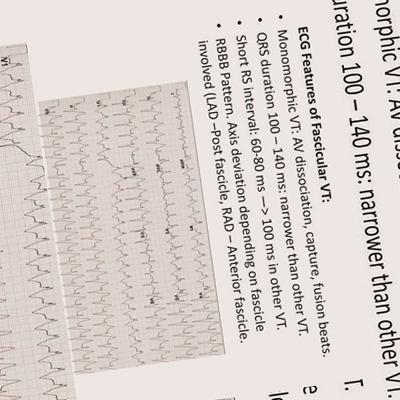 norphic VT: AV disso
uration 100 – 140 ms: narrower than other VT.
ECG Features of Fascicular VT:
• Monomorphic VT: AV dissociation, capture, fusion beats.
• QRS duration 100 – 140 ms: narrower than other VT.
• Short RS interval: 60-80 ms —> 100 ms in other VT.
• RBBB Pattern. Axis deviation depending on fascicle
involved (LAD –Post fascicle, RAD – Anterior fascicle.
V1